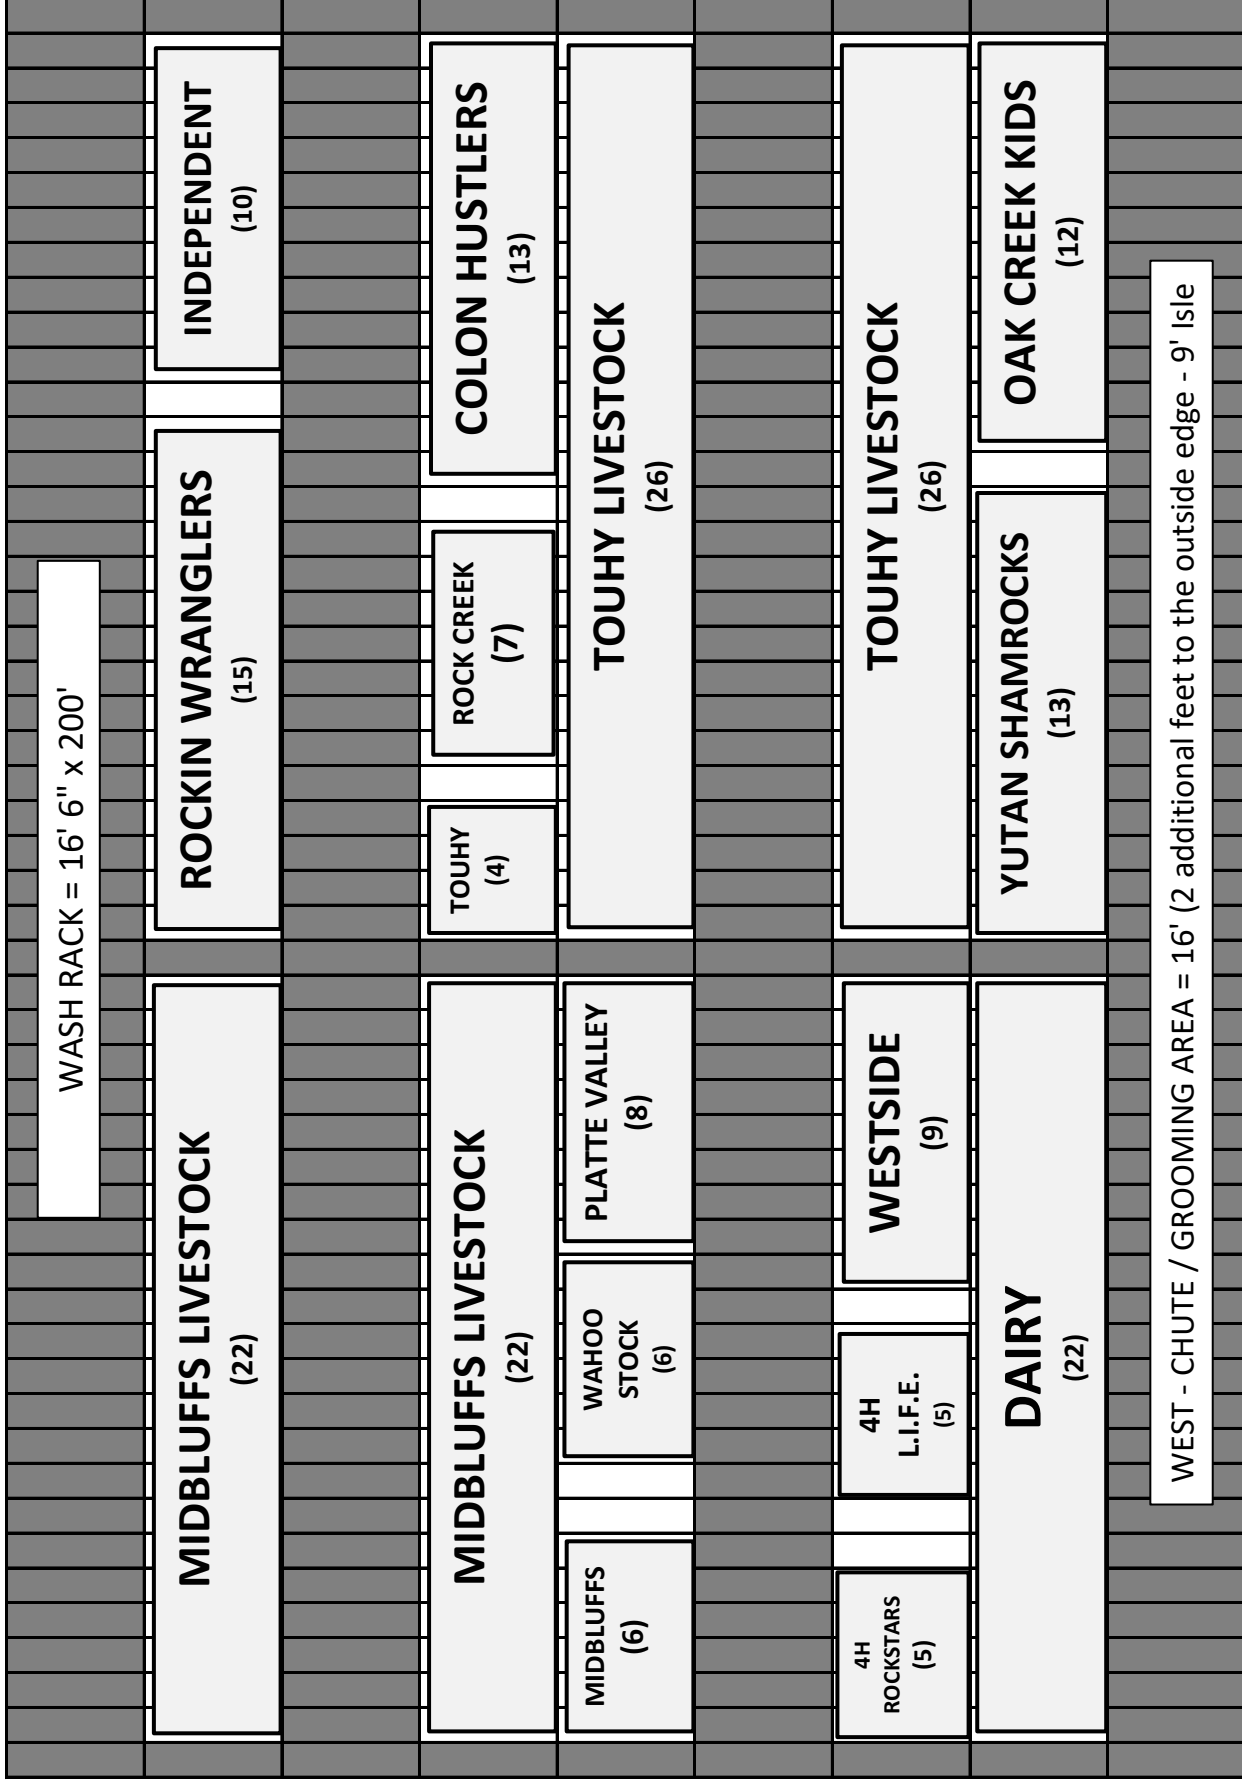 WASH RACK = 16' 6" x 200'
MIDBLUFFS LIVESTOCK
(22)
ROCKIN WRANGLERS
(15)
INDEPENDENT
(10)
MIDBLUFFS LIVESTOCK
(22)
TOUHY
(4)
ROCK CREEK
(7)
COLON HUSTLERS
(13)
MIDBLUFFS
(6)
WAHOO
STOCK
(6)
PLATTE VALLEY
(8)
TOUHY LIVESTOCK
(26)
4H
ROCKSTARS
(5)
4H
L.I.F.E.
(5)
WESTSIDE
(9)
TOUHY LIVESTOCK
(26)
DAIRY
(22)
YUTAN SHAMROCKS
(13)
OAK CREEK KIDS
(12)
WEST - CHUTE / GROOMING AREA = 16' (2 additional feet to the outside edge - 9' Isle